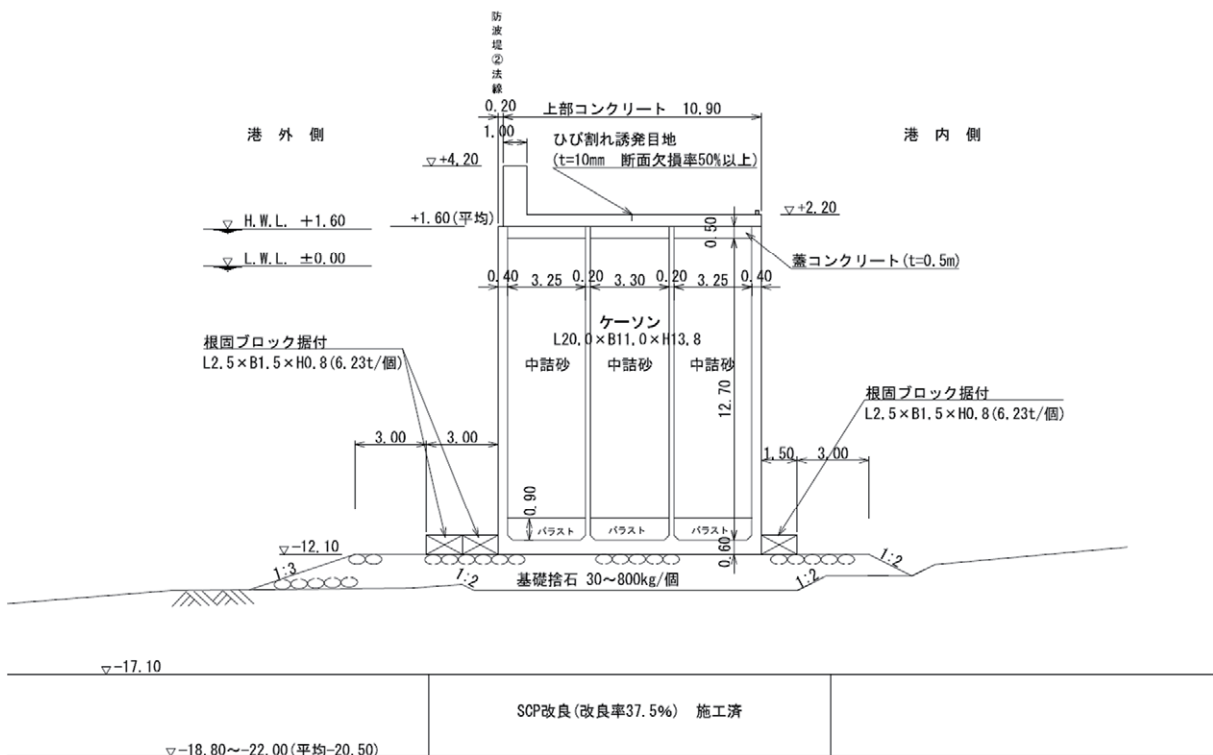 防波堤②法線
0.20
上部コンクリート 10.90
港外側
1.00
ひび割れ誘発目地
(t=10mm 断面欠損率50%以上)
港内側
▽+4.20
▽ H.W.L. +1.60
+1.60(平均)
▽+2.20
0.50
▽ L.W.L. ±0.00
蓋コンクリート(t=0.5m)
0.40
3.25
0.20
3.30
0.20
3.25
0.40
ケーソン
L20.0×B11.0×H13.8
根固ブロック据付
L2.5×B1.5×H0.8(6.23t/個)
中詰砂
中詰砂
中詰砂
12.70
根固ブロック据付
L2.5×B1.5×H0.8(6.23t/個)
3.00
3.00
1.50
3.00
0.90
バラスト
バラスト
バラスト
▽-12.10
0.60
1:3
1:2
基礎捨石 30~800kg/個
1:2
1:2
▽-17.10
SCP改良(改良率37.5%) 施工済
▽-18.80~-22.00(平均-20.50)